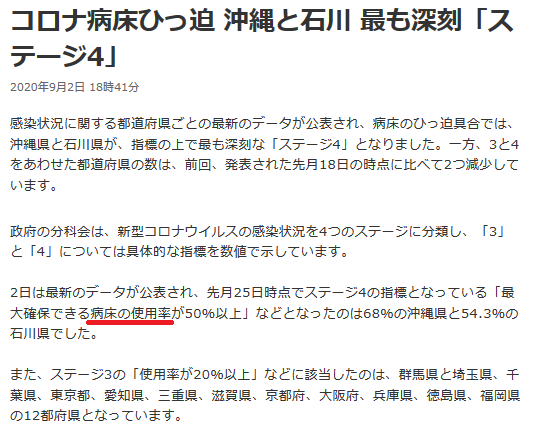 コロナ病床ひっ迫 沖縄と石川 最も深刻「ス
テージ4」
2020年9月2日 18時41分
感染状況に関する都道府県ごとの最新のデータが公表され、病床のひっ迫具合では、
沖縄県と石川県が、指標の上で最も深刻な「ステージ4」となりました。一方、3と4
をあわせた都道府県の数は、前回、発表された先月18日の時点に比べて2つ減少して
います。
政府の分科会は、新型コロナウイルスの感染状況を4つのステージに分類し、「3」
と「4」については具体的な指標を数値で示しています。
2日は最新のデータが公表され、先月25日時点でステージ4の指標となっている「最
大確保できる病床の使用率が50%以上」などとなったのは68%の沖縄県と54.3%の
石川県でした。
また、ステージ3の「使用率が20%以上」などに該当したのは、群馬県と埼玉県、千
葉県、東京都、愛知県、三重県、滋賀県、京都府、大阪府、兵庫県、徳島県、福岡県
の12都府県となっています。